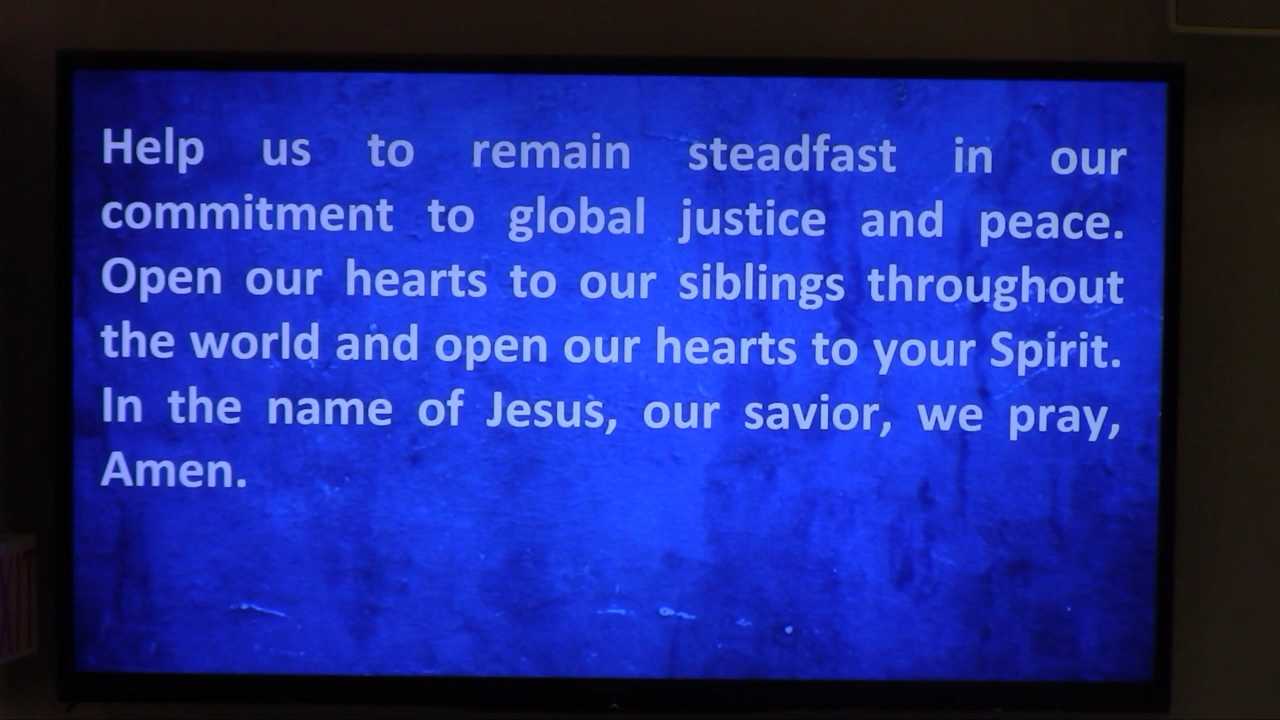 Help us to remain steadfast in our
commitment to global justice and peace.
Open our hearts to our siblings throughout
the world and open our hearts to your Spirit.
In the name of Jesus, our savior, we pray,
Amen.